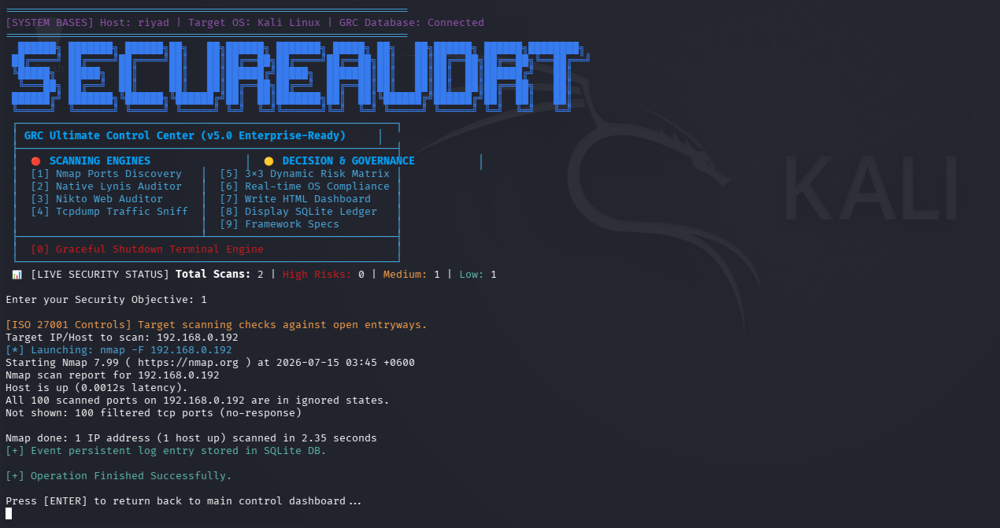 [SYSTEM BASES] Host: riyad | Target OS: Kali Linux | GRC Database: Connected
SECUREAUDIT
GRC Ultimate Control Center (v5.0 Enterprise-Ready)
🔴 SCANNING ENGINES │ 🟡 DECISION & GOVERNANCE
[1] Nmap Ports Discovery │ [5] 3×3 Dynamic Risk Matrix
[2] Native Lynis Auditor │ [6] Real-time OS Compliance
[3] Nikto Web Auditor │ [7] Write HTML Dashboard
[4] Tcpdump Traffic Sniff │ [8] Display SQLite Ledger
[9] Framework Specs
[0] Graceful Shutdown Terminal Engine
📊 [LIVE SECURITY STATUS] Total Scans: 2 | High Risks: 0 | Medium: 1 | Low: 1
Enter your Security Objective: 1
[ISO 27001 Controls] Target scanning checks against open entryways.
Target IP/Host to scan: 192.168.0.192
[*] Launching: nmap -F 192.168.0.192
Starting Nmap 7.99 ( https://nmap.org ) at 2026-07-15 03:45 +0600
Nmap scan report for 192.168.0.192
Host is up (0.0012s latency).
All 100 scanned ports on 192.168.0.192 are in ignored states.
Not shown: 100 filtered tcp ports (no-response)
Nmap done: 1 IP address (1 host up) scanned in 2.35 seconds
[+] Event persistent log entry stored in SQLite DB.
[+] Operation Finished Successfully.
Press [ENTER] to return back to main control dashboard...
KALI